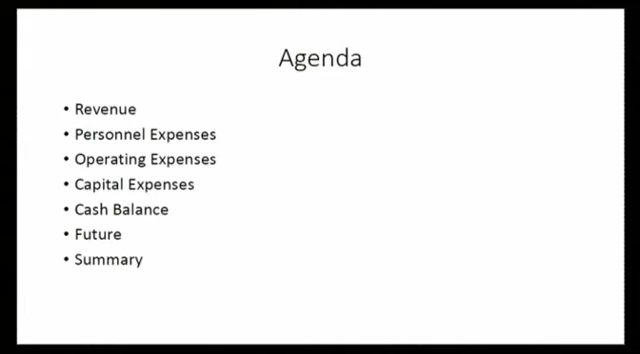 Agenda
• Revenue
• Personnel Expenses
• Operating Expenses
• Capital Expenses
• Cash Balance
• Future
• Summary